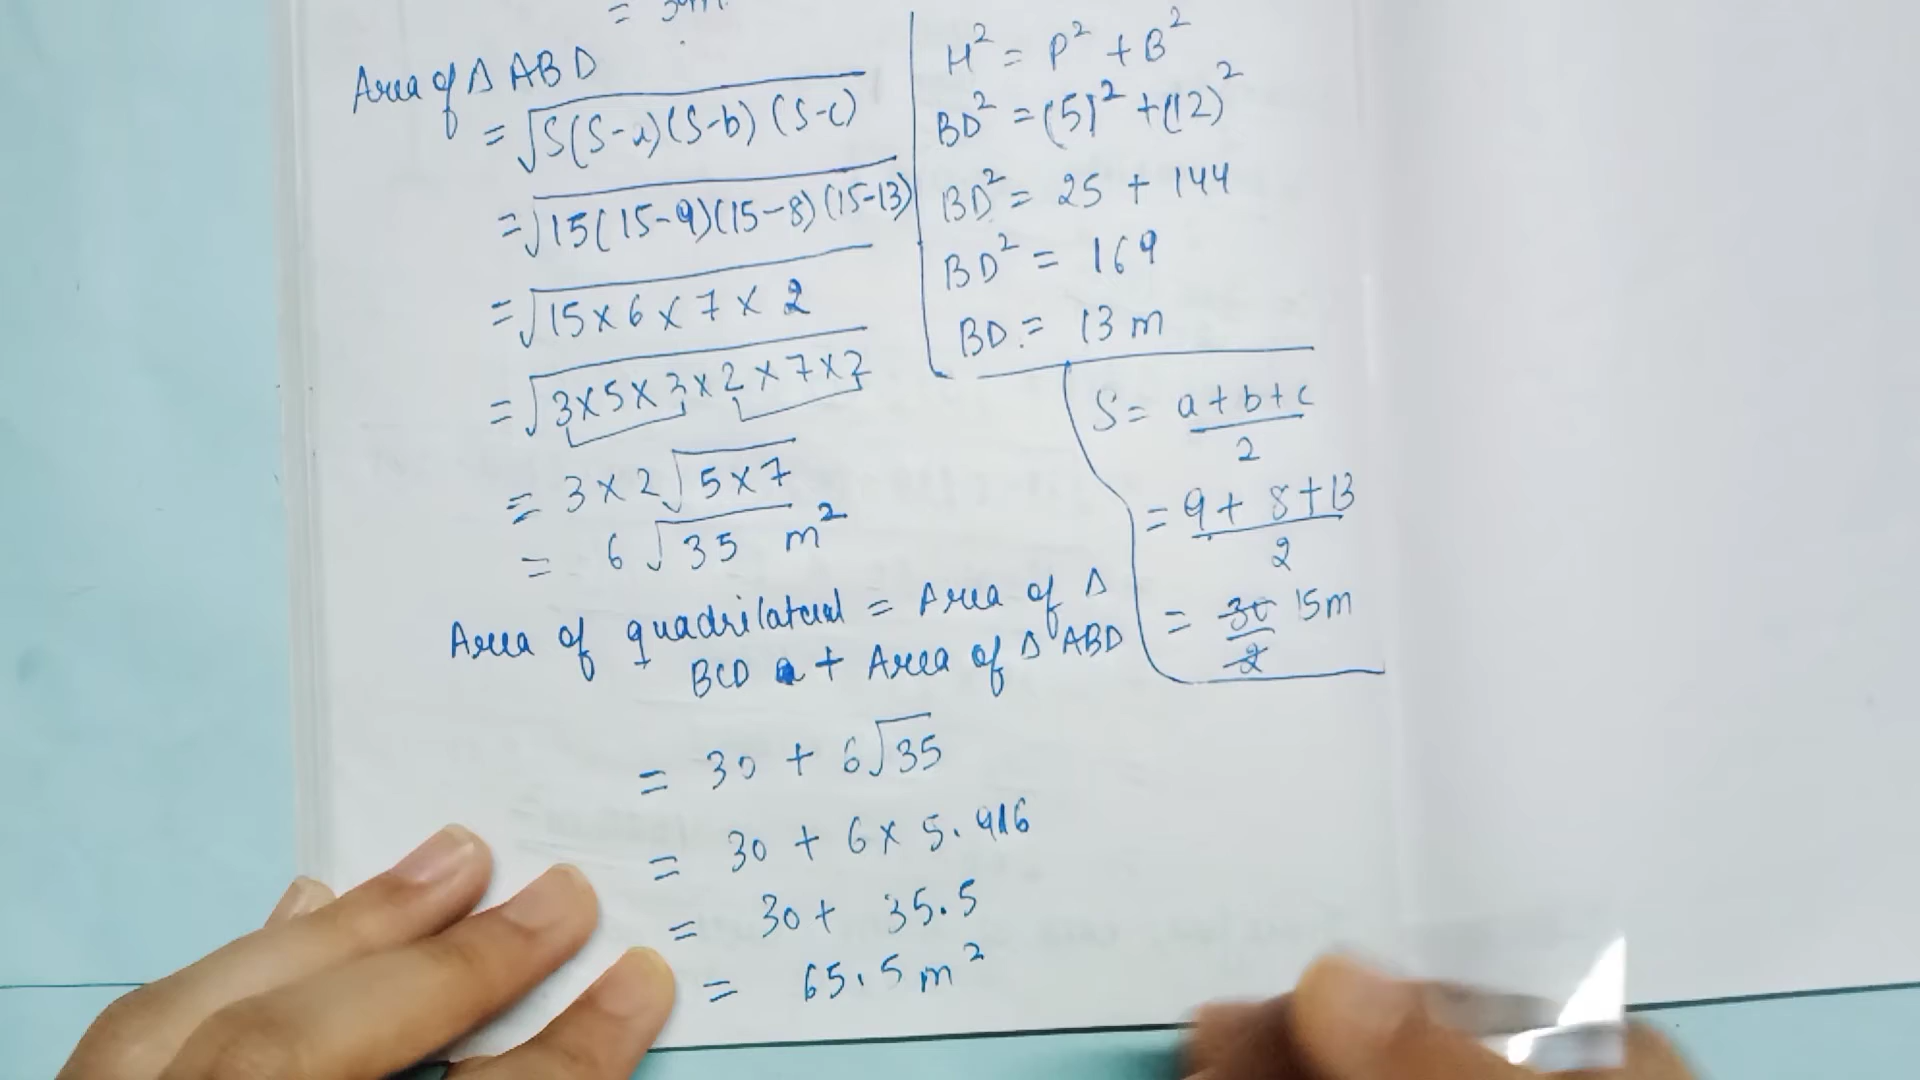 Area of Δ ABD
= √S(S-a)(S-b)(S-c)
= √15(15-9)(15-8)(15-13)
= √15×6×7×2
= √3×5×3×2×7×2
= 3×2√5×7
= 6√35 m²
H² = P² + B²
BD² = (5)² + (12)²
BD² = 25 + 144
BD² = 169
BD = 13 m
S = a+b+c
2
= 9+8+13
2
= 30 15m
2
Area of quadrilateral = Area of Δ
BCD + Area of Δ ABD
= 30 + 6√35
= 30 + 6×5.916
= 30 + 35.5
= 65.5 m²